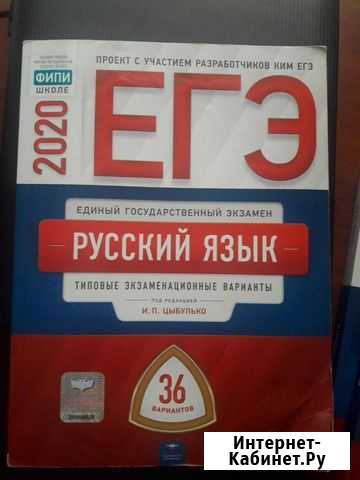 ПРОЕКТ С УЧАСТИЕМ РАЗРАБОТЧИКОВ КИМ ЕГЭ
ФИПИ
ШКОЛЕ
2020
ЕГЭ
ЕДИНЫЙ ГОСУДАРСТВЕННЫЙ ЭКЗАМЕН
РУССКИЙ ЯЗЫК
ТИПОВЫЕ ЭКЗАМЕНАЦИОННЫЕ ВАРИАНТЫ
ПОД РЕДАКЦИЕЙ
И. П. ЦЫБУЛЬКО
36
ВАРИАНТОВ
Интернет-
Кабинет.Ру